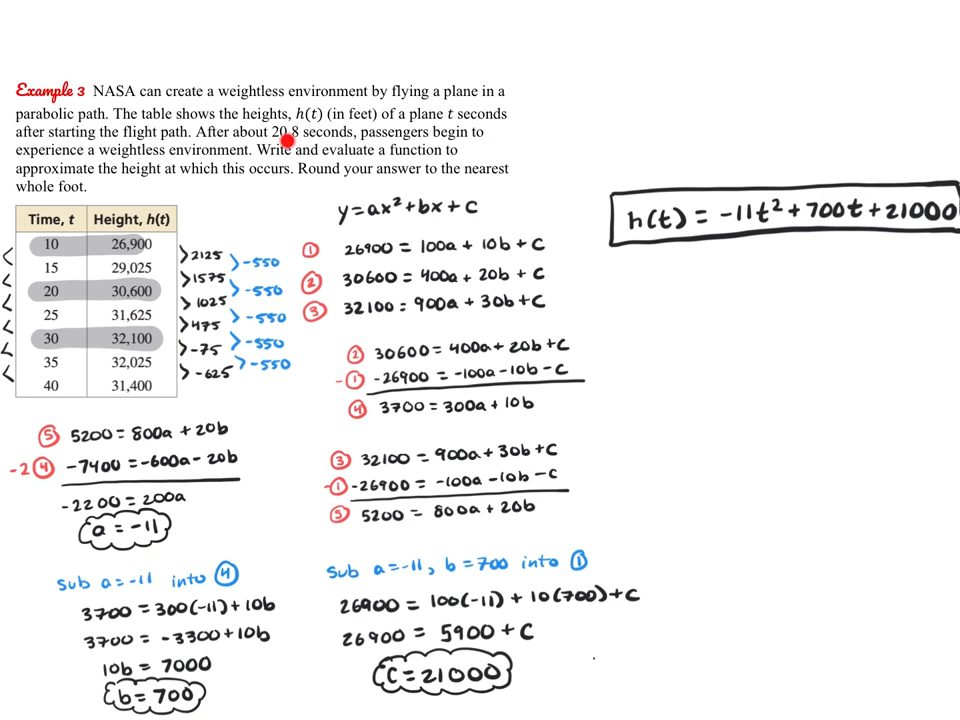 Example 3 NASA can create a weightless environment by flying a plane in a
parabolic path. The table shows the heights, h(t) (in feet) of a plane t seconds
after starting the flight path. After about 20.8 seconds, passengers begin to
experience a weightless environment. Write and evaluate a function to
approximate the height at which this occurs. Round your answer to the nearest
whole foot.
Time, t Height, h(t)
10 26,900
15 29,025
20 30,600
25 31,625
30 32,100
35 32,025
40 31,400
>2125
>1575
>1025
>475
>-75
>-625
>-550
>-550
>-550
>-550
>-550
y=ax²+bx+c
① 26900 = 100a + 10b + c
② 30600 = 400a + 20b + c
③ 32100 = 900a + 30b + c
② 30600 = 400a + 20b + c
-① -26900 = -100a - 10b - c
④ 3700 = 300a + 10b
③ 32100 = 900a + 30b + c
-① -26900 = -100a - 10b - c
⑤ 5200 = 800a + 20b
⑤ 5200 = 800a + 20b
-2④ -7400 = -600a - 20b
-2200 = 200a
a = -11
Sub a = -11 into ④
3700 = 300(-11) + 10b
3700 = -3300 + 10b
10b = 7000
b = 700
Sub a = -11, b = 700 into ①
26900 = 100(-11) + 10(700) + c
26900 = 5900 + c
c = 21000
h(t) = -11t² + 700t + 21000